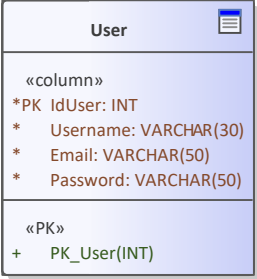 User
«column»
*PK IdUser: INT
* Username: VARCHAR(30)
* Email: VARCHAR(50)
* Password: VARCHAR(50)
«PK»
+ PK_User(INT)